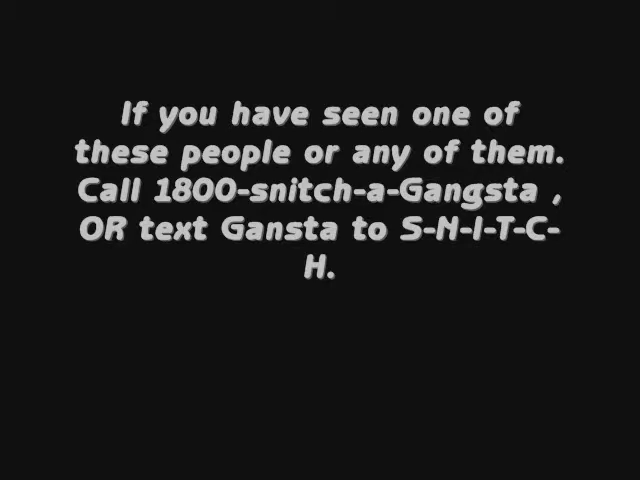 If you have seen one of
these people or any of them.
Call 1800-snitch-a-Gangsta ,
OR text Gansta to S-N-I-T-C-
H.